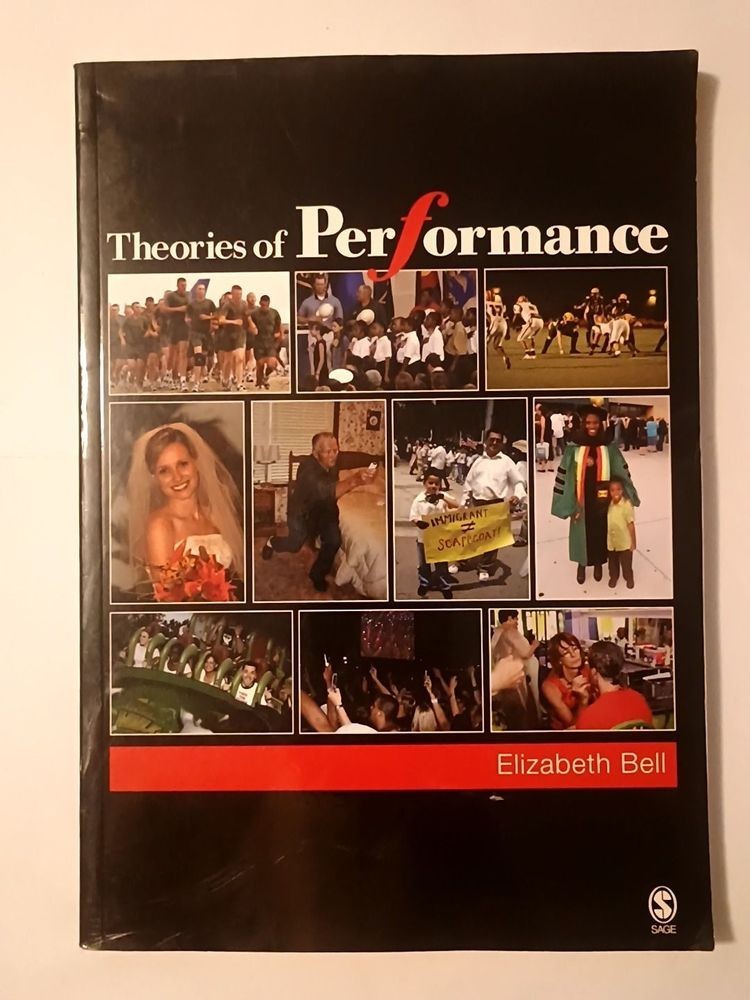 Theories of Performance
IMMIGRANT
≠
SCAPEGOAT!
Elizabeth Bell
S
SAGE